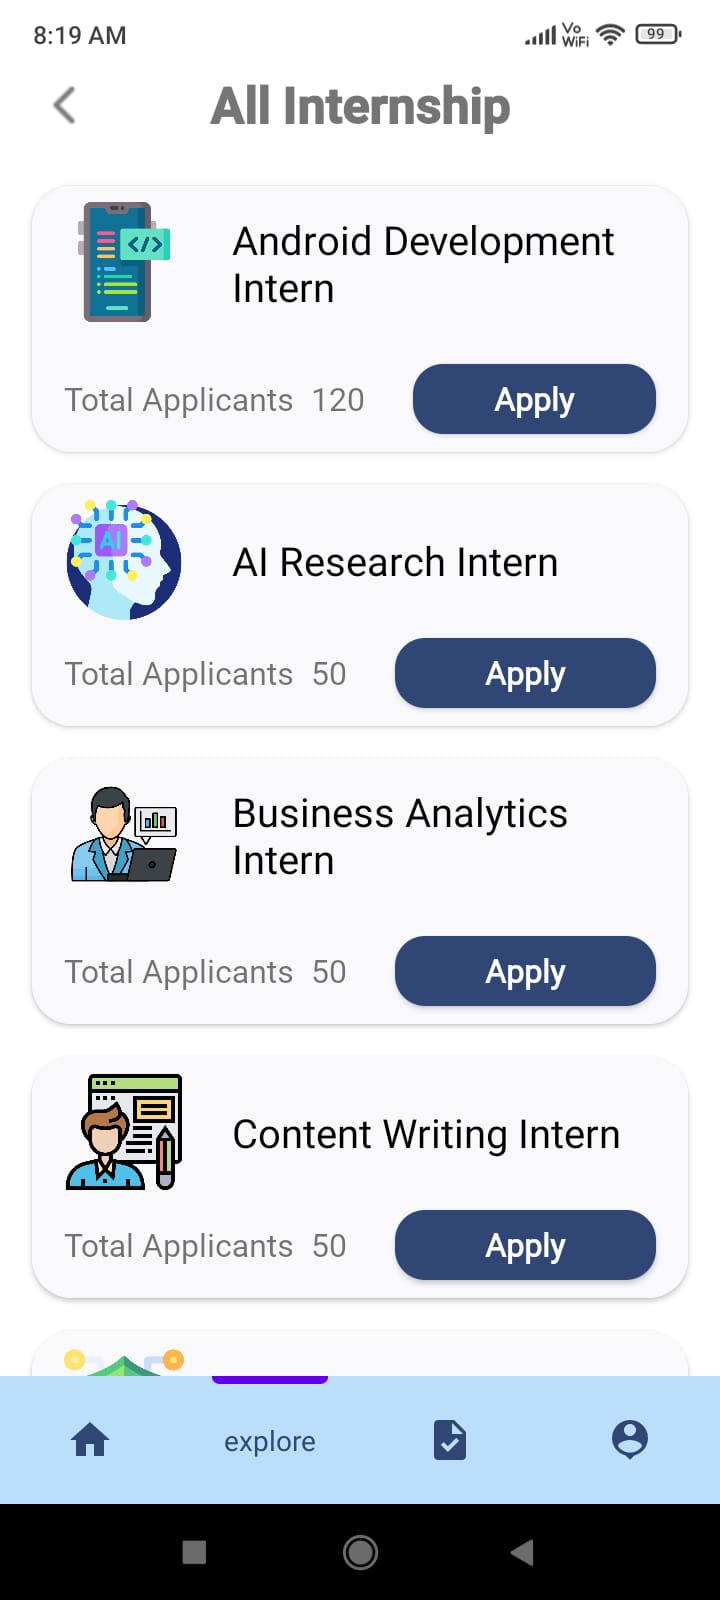 8:19 AM
Vo
WiFi
99
All Internship
</>
Android Development
Intern
Total Applicants 120
Apply
AI
AI Research Intern
Total Applicants 50
Apply
Business Analytics
Intern
Total Applicants 50
Apply
Content Writing Intern
Total Applicants 50
Apply
explore